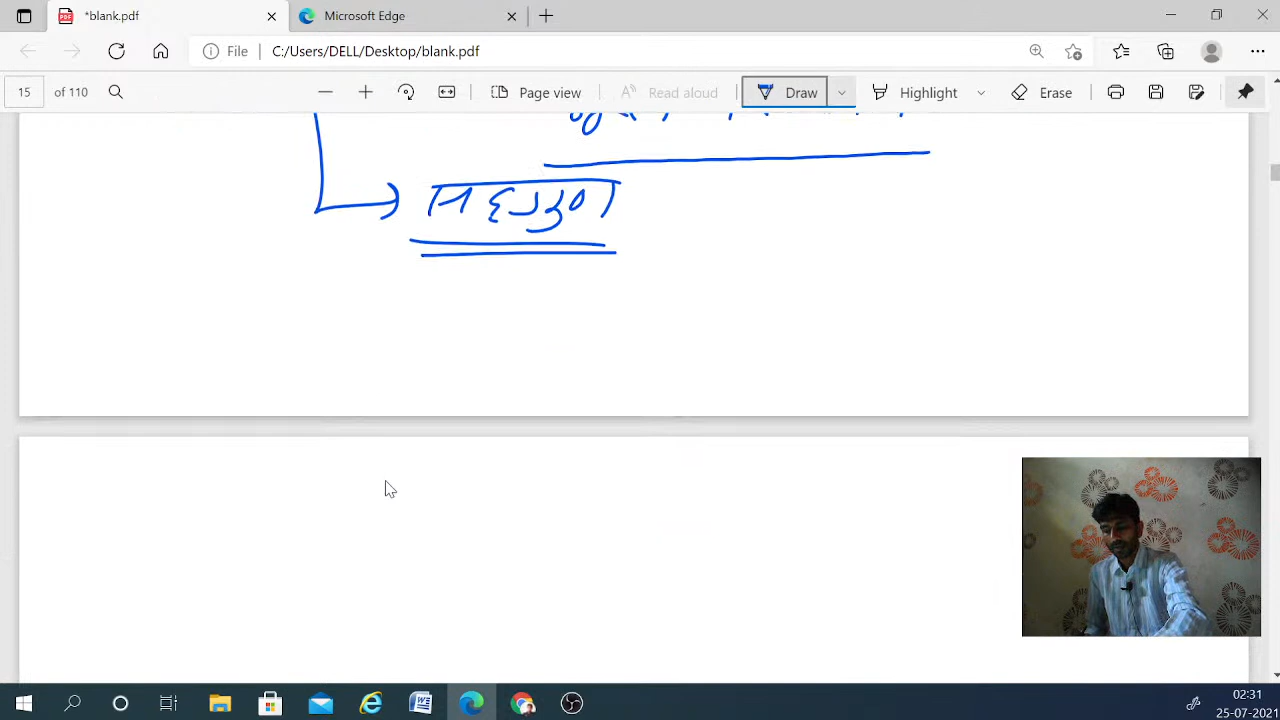 *blank.pdf
Microsoft Edge
File
C:/Users/DELL/Desktop/blank.pdf
15 of 110
Page view
Read aloud
Draw
Highlight
Erase
02:31
25-07-2021